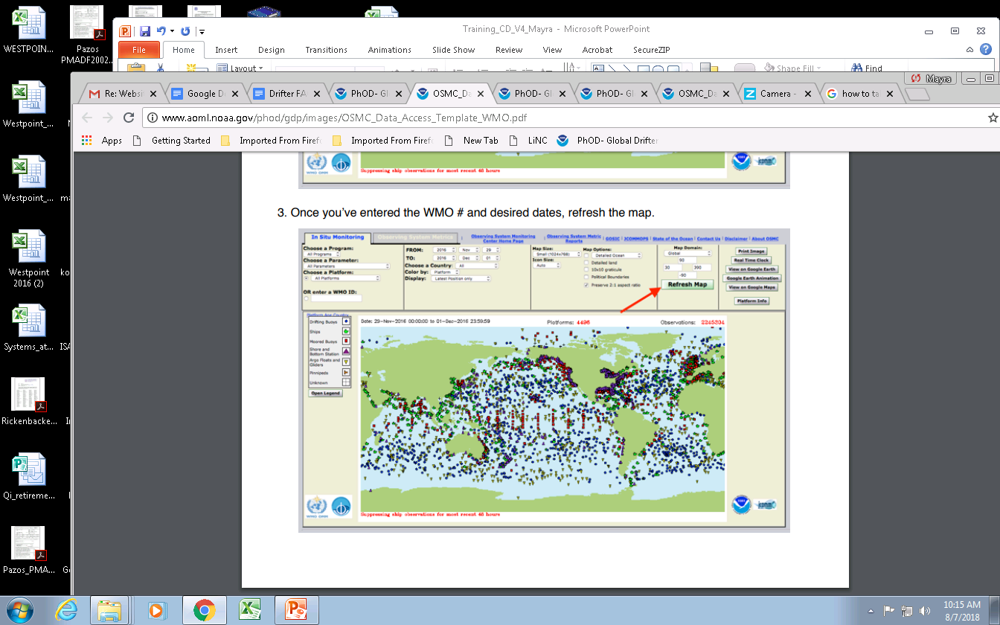 WESTPOIN...
Pazos
PMADF2002...
Westpoint_...
Westpoint_...
Westpoint
2016 (2)
Systems_at...
Rickenbacke...
Qi_retireme...
Pazos_PMA...
Training_CD_V4_Mayra - Microsoft PowerPoint
File Home Insert Design Transitions Animations Slide Show Review View Acrobat SecureZIP
Layout Shape Fill Find
Mayra
Re: Websi Google D Drifter FA PhOD- Gl OSMC_Da PhOD- Gl PhOD- Gl OSMC_Da Camera - how to ta
www.aoml.noaa.gov/phod/gdp/images/OSMC_Data_Access_Template_WMO.pdf
Apps Getting Started Imported From Firef Imported From Firef New Tab LiNC PhOD- Global Drifter
Suppressing ship observations for most recent 48 hours
3. Once you've entered the WMO # and desired dates, refresh the map.
In Situ Monitoring Observing System Metrics Observing System Monitoring Center Home Page Observing System Metric Reports GOSIC JCOMMOPS State of the Ocean Contact Us Disclaimer About OSMC
Choose a Program:
All Programs
Choose a Parameter:
All Parameters
Choose a Platform:
All Platforms
OR enter a WMO ID:
FROM: 2016 Nov 29
TO: 2016 Dec 01
Choose a Country: All
Color by: Platform
Display: Latest Position only
Map Size:
Small (1024x768)
Icon Size:
Auto
Map Options:
Detailed Ocean
Detailed land
10x10 graticule
Political Boundaries
Preserve 2:1 aspect ratio
Map Domain:
Global
90
30 390
-90
Refresh Map
Print Image
Real Time Clock
View on Google Earth
Google Earth Animation
View on Google Maps
Platform Info
Date: 29-Nov-2016 00:00:00 to 01-Dec-2016 23:59:59 Platforms: 4496 Observations: 2245204
Drifting Buoys
Ships
Moored Buoys
Shore and
Bottom Station
Argo Floats and
Gliders
Pinnipeds
Unknown
Open Legend
Suppressing ship observations for most recent 48 hours
10:15 AM
8/7/2018